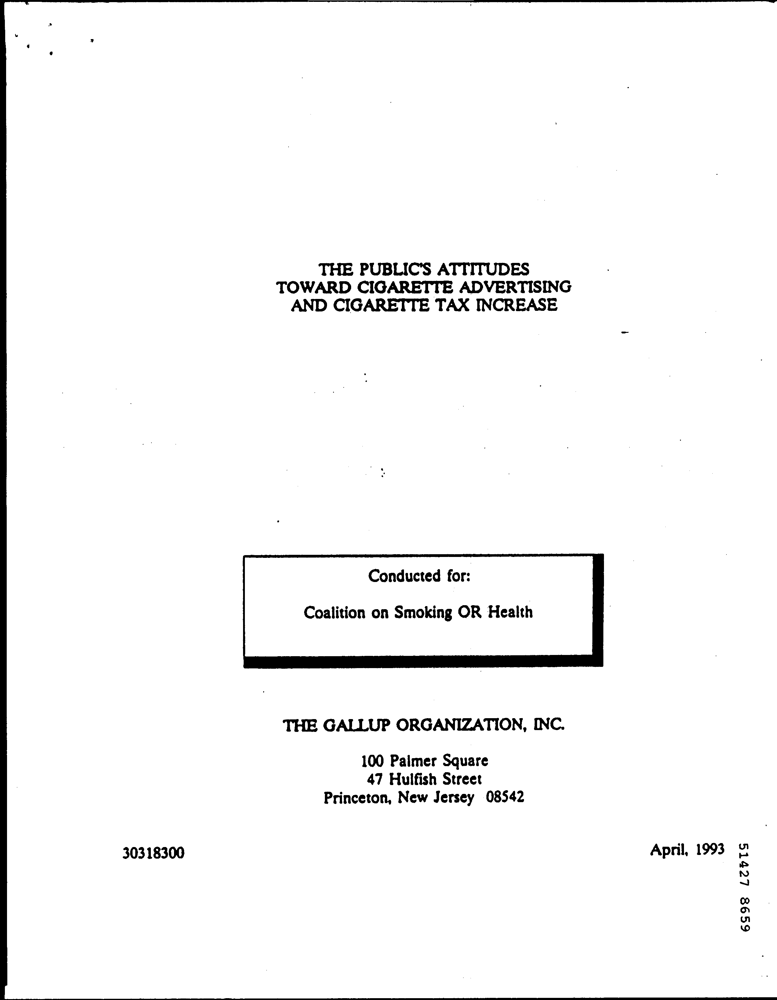 THE PUBLIC'S ATTITUDES
TOWARD CIGARETTE ADVERTISING
AND CIGARETTE TAX INCREASE
Conducted for:
Coalition on Smoking OR Health
THE GALLUP ORGANIZATION, INC.
100 Palmer Square
47 Hulfish Street
Princeton, New Jersey 08542
30318300
April, 1993
51427 8659